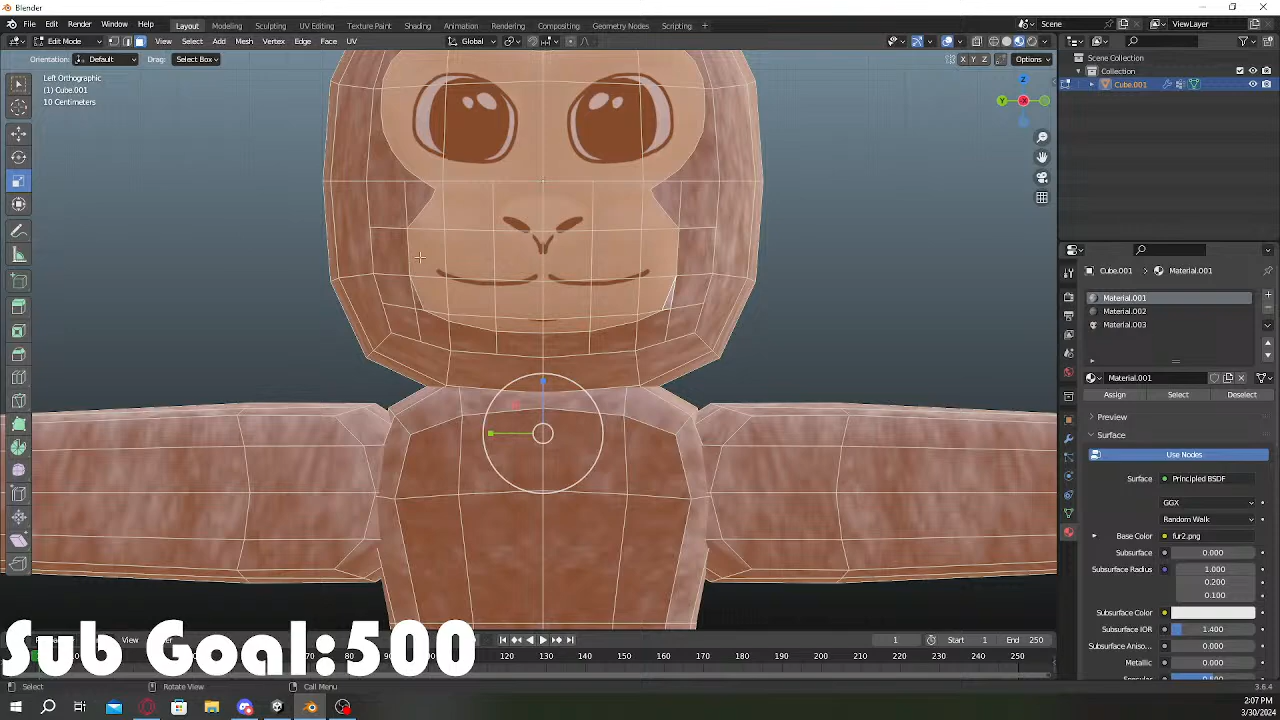 Blender
File Edit Render Window Help Layout Modeling Sculpting UV Editing Texture Paint Shading Animation Rendering Compositing Geometry Nodes Scripting + Scene ViewLayer
Edit Mode View Select Add Mesh Vertex Edge Face UV Global
Orientation: Default Drag: Select Box X Y Z Options
Left Orthographic
(1) Cube.001
10 Centimeters
Z
Y
X
Scene Collection
Collection
Cube.001
Cube.001 Material.001
Material.001
Material.002
Material.003
Material.001
Assign Select Deselect
Preview
Surface
Use Nodes
Surface Principled BSDF
GGX
Random Walk
Base Color fur2.png
Subsurface 0.000
Subsurface Radius 1.000
0.200
0.100
Subsurface Color
Subsurface IOR 1.400
Subsurface Aniso... 0.000
Metallic 0.000
View 1 Start 1 End 250
120 130 140 150 160 170 180 190 200 210 220 230 240 250
Sub Goal:500
Select Rotate View Call Menu 3.6.4
2:07 PM
3/30/2024